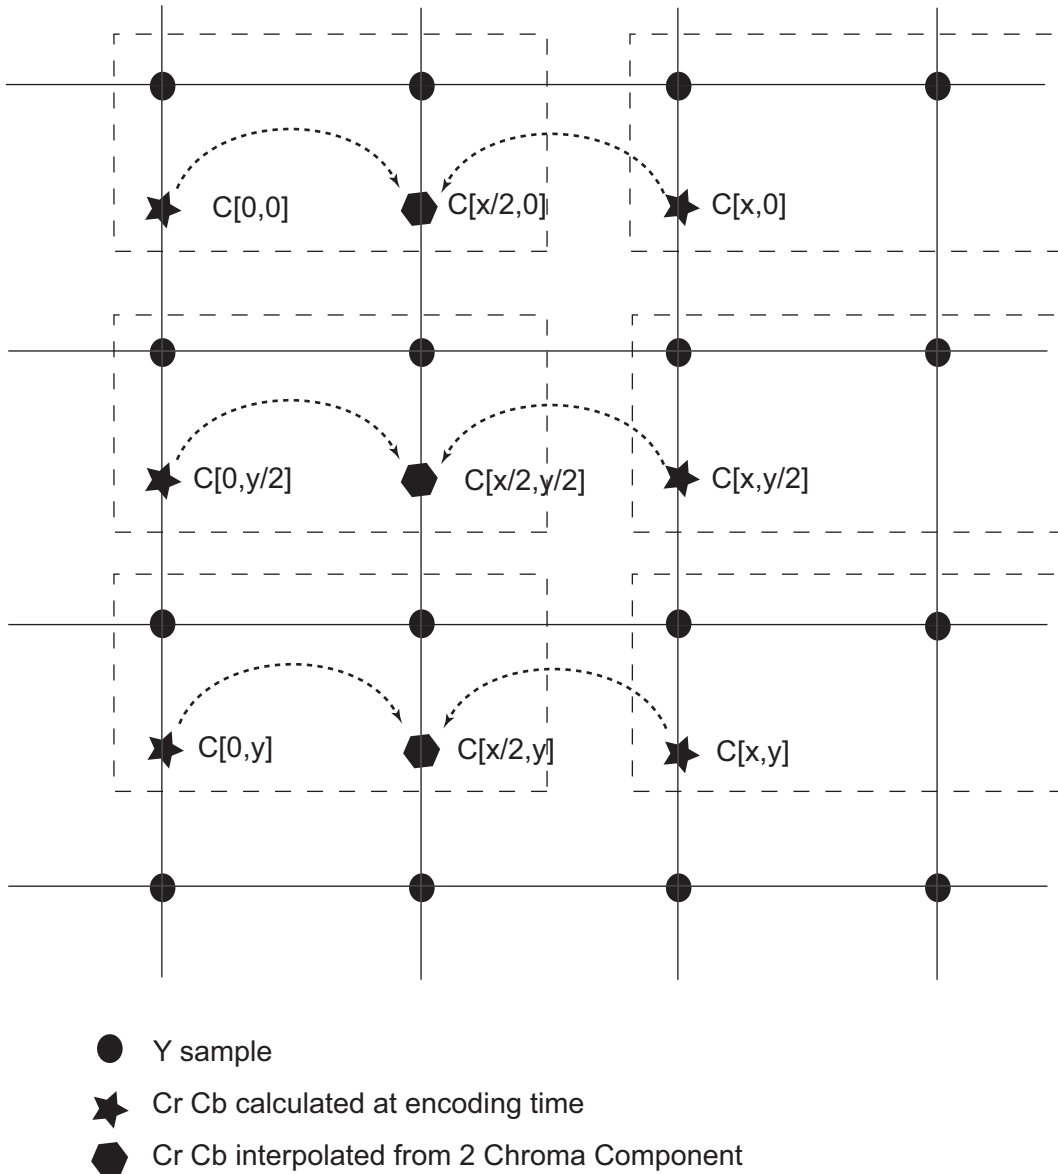 C[0,0] C[x/2,0] C[x,0]
C[0,y/2] C[x/2,y/2] C[x,y/2]
C[0,y] C[x/2,y] C[x,y]
Y sample
Cr Cb calculated at encoding time
Cr Cb interpolated from 2 Chroma Component